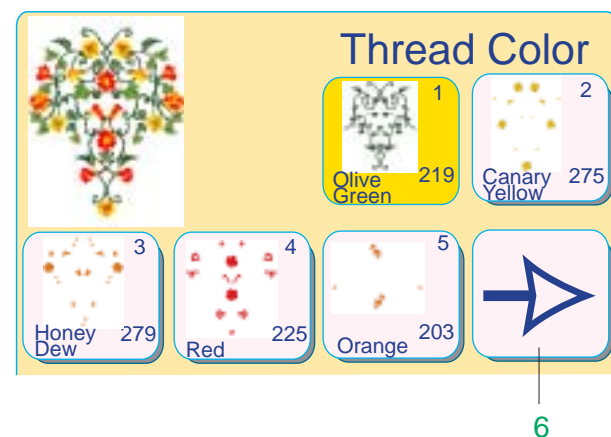 Thread Color
1
Olive
Green
219
2
Canary
Yellow
275
3
Honey
Dew
279
4
Red
225
5
Orange
203
6